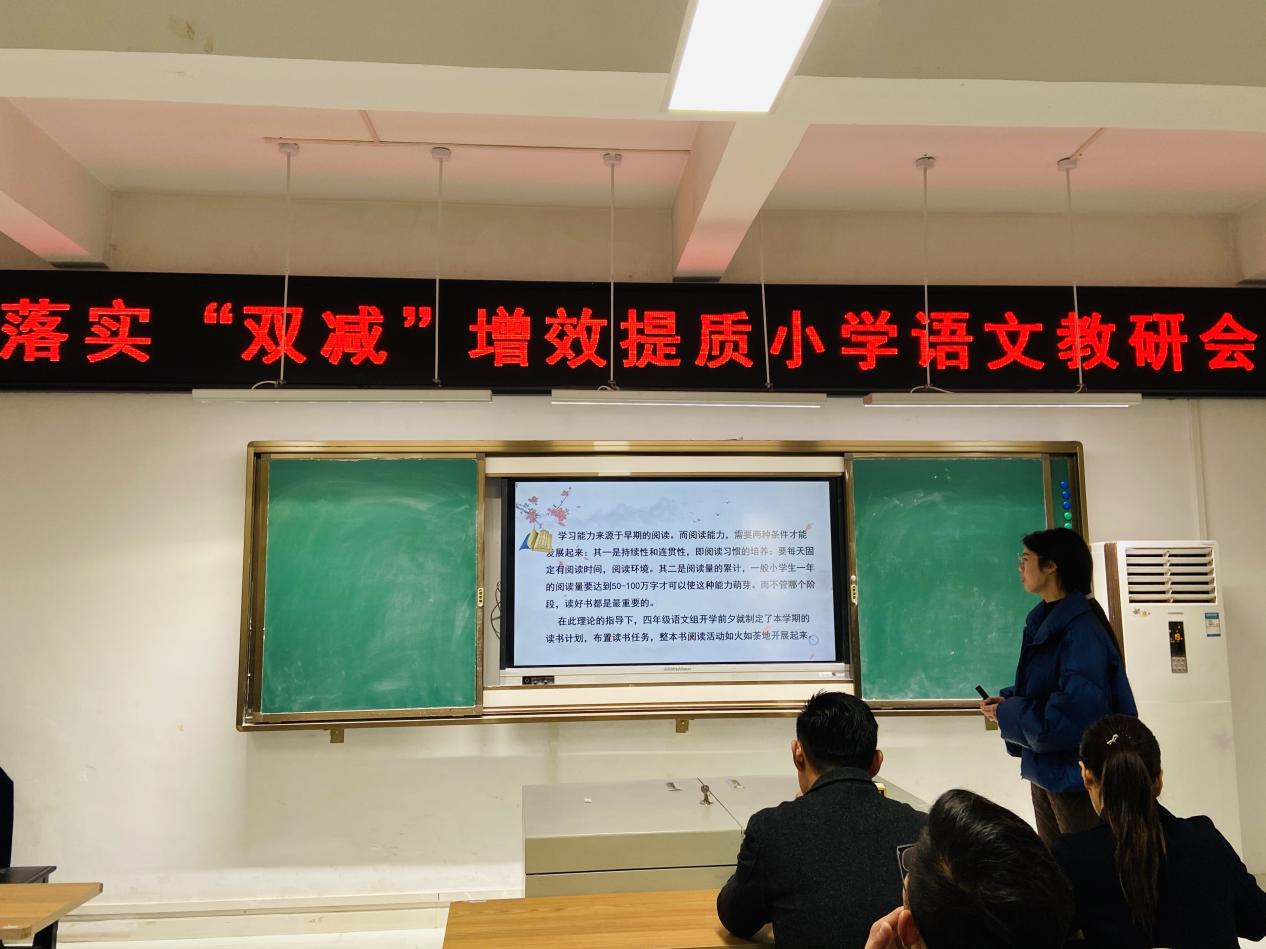 落实“双减”增效提质小学语文教研会
学习能力来源于早期的阅读。而阅读能力，需要两种条件才能
发展起来：其一是持续性和连贯性，即阅读习惯的培养：要每天固
定有阅读时间，阅读环境。其二是阅读量的累计，一般小学生一年
的阅读量要达到50-100万字才可以使这种能力萌芽。而不管哪个阶
段，读好书都是最重要的。
在此理论的指导下，四年级语文组开学前夕就制定了本学期的
读书计划，布置读书任务，整本书阅读活动如火如荼地开展起来。